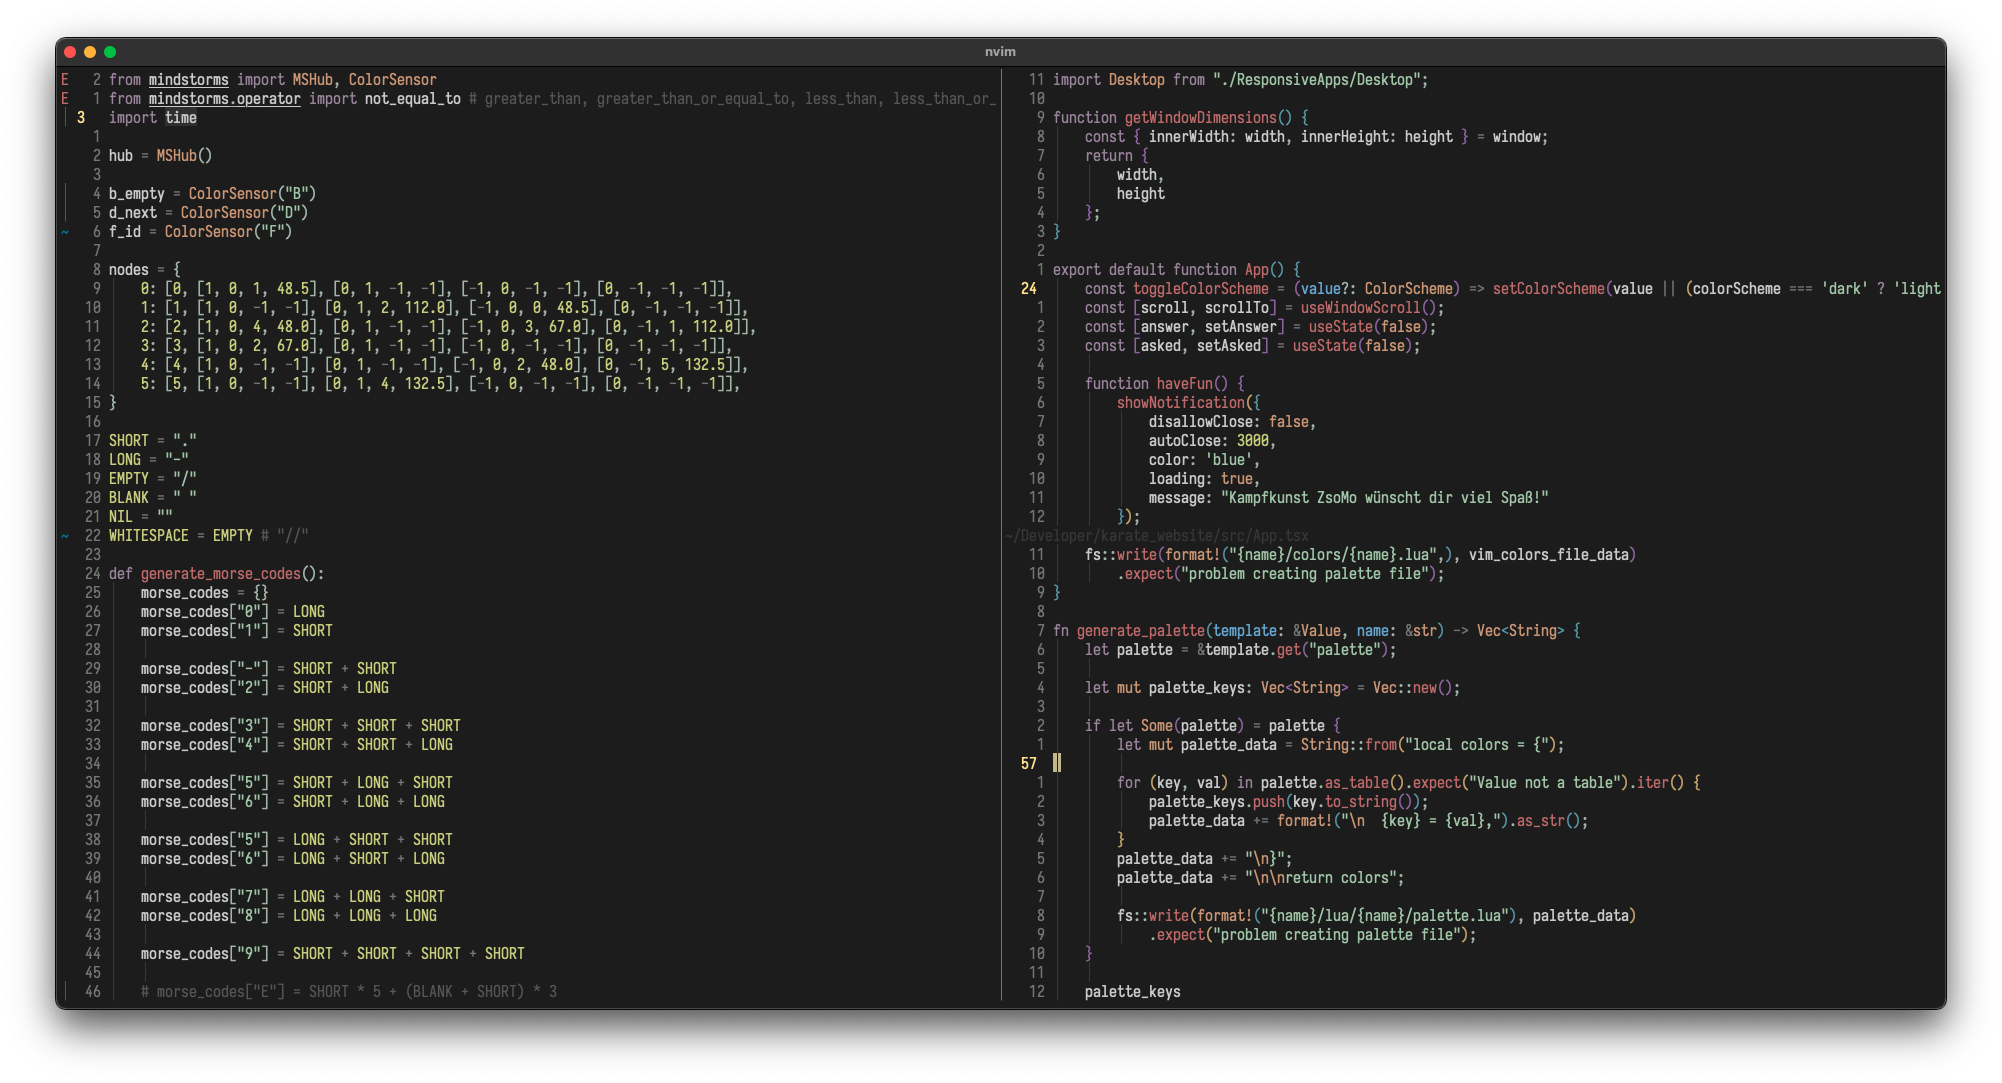 nvim
E 2 from mindstorms import MSHub, ColorSensor
E 1 from mindstorms.operator import not_equal_to # greater_than, greater_than_or_equal_to, less_than, less_than_or_
3 import time
1
2 hub = MSHub()
3
4 b_empty = ColorSensor("B")
5 d_next = ColorSensor("D")
~ 6 f_id = ColorSensor("F")
7
8 nodes = {
9 0: [0, [1, 0, 1, 48.5], [0, 1, -1, -1], [-1, 0, -1, -1], [0, -1, -1, -1]],
10 1: [1, [1, 0, -1, -1], [0, 1, 2, 112.0], [-1, 0, 0, 48.5], [0, -1, -1, -1]],
11 2: [2, [1, 0, 4, 48.0], [0, 1, -1, -1], [-1, 0, 3, 67.0], [0, -1, 1, 112.0]],
12 3: [3, [1, 0, 2, 67.0], [0, 1, -1, -1], [-1, 0, -1, -1], [0, -1, -1, -1]],
13 4: [4, [1, 0, -1, -1], [0, 1, -1, -1], [-1, 0, 2, 48.0], [0, -1, 5, 132.5]],
14 5: [5, [1, 0, -1, -1], [0, 1, 4, 132.5], [-1, 0, -1, -1], [0, -1, -1, -1]],
15 }
16
17 SHORT = "."
18 LONG = "-"
19 EMPTY = "/"
20 BLANK = " "
21 NIL = ""
~ 22 WHITESPACE = EMPTY # "//"
23
24 def generate_morse_codes():
25 morse_codes = {}
26 morse_codes["0"] = LONG
27 morse_codes["1"] = SHORT
28
29 morse_codes["-"] = SHORT + SHORT
30 morse_codes["2"] = SHORT + LONG
31
32 morse_codes["3"] = SHORT + SHORT + SHORT
33 morse_codes["4"] = SHORT + SHORT + LONG
34
35 morse_codes["5"] = SHORT + LONG + SHORT
36 morse_codes["6"] = SHORT + LONG + LONG
37
38 morse_codes["5"] = LONG + SHORT + SHORT
39 morse_codes["6"] = LONG + SHORT + LONG
40
41 morse_codes["7"] = LONG + LONG + SHORT
42 morse_codes["8"] = LONG + LONG + LONG
43
44 morse_codes["9"] = SHORT + SHORT + SHORT + SHORT
45
46 # morse_codes["E"] = SHORT * 5 + (BLANK + SHORT) * 3
11 import Desktop from "./ResponsiveApps/Desktop";
10
9 function getWindowDimensions() {
8 const { innerWidth: width, innerHeight: height } = window;
7 return {
6 width,
5 height
4 };
3 }
2
1 export default function App() {
24 const toggleColorScheme = (value?: ColorScheme) => setColorScheme(value || (colorScheme === 'dark' ? 'light
1 const [scroll, scrollTo] = useWindowScroll();
2 const [answer, setAnswer] = useState(false);
3 const [asked, setAsked] = useState(false);
4
5 function haveFun() {
6 showNotification({
7 disallowClose: false,
8 autoClose: 3000,
9 color: 'blue',
10 loading: true,
11 message: "Kampfkunst ZsoMo wünscht dir viel Spaß!"
12 });
~/Developer/karate_website/src/App.tsx
11 fs::write(format!("{name}/colors/{name}.lua",), vim_colors_file_data)
10 .expect("problem creating palette file");
9 }
8
7 fn generate_palette(template: &Value, name: &str) -> Vec<String> {
6 let palette = &template.get("palette");
5
4 let mut palette_keys: Vec<String> = Vec::new();
3
2 if let Some(palette) = palette {
1 let mut palette_data = String::from("local colors = {");
57
1 for (key, val) in palette.as_table().expect("Value not a table").iter() {
2 palette_keys.push(key.to_string());
3 palette_data += format!("\n  {key} = {val},").as_str();
4 }
5 palette_data += "\n}";
6 palette_data += "\n\nreturn colors";
7
8 fs::write(format!("{name}/lua/{name}/palette.lua"), palette_data)
9 .expect("problem creating palette file");
10 }
11
12 palette_keys